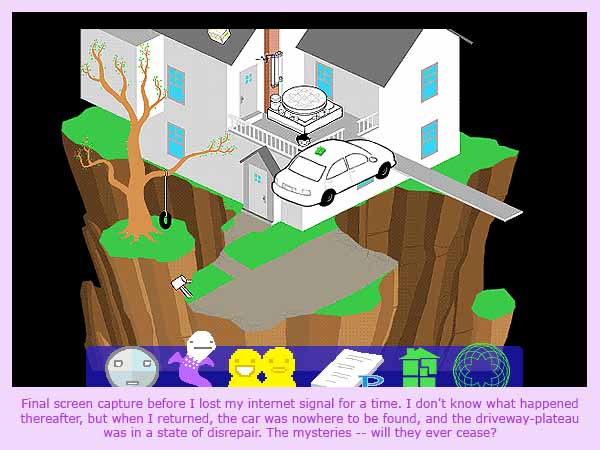 Final screen capture before I lost my internet signal for a time. I don't know what happened
thereafter, but when I returned, the car was nowhere to be found, and the driveway-plateau
was in a state of disrepair. The mysteries -- will they ever cease?